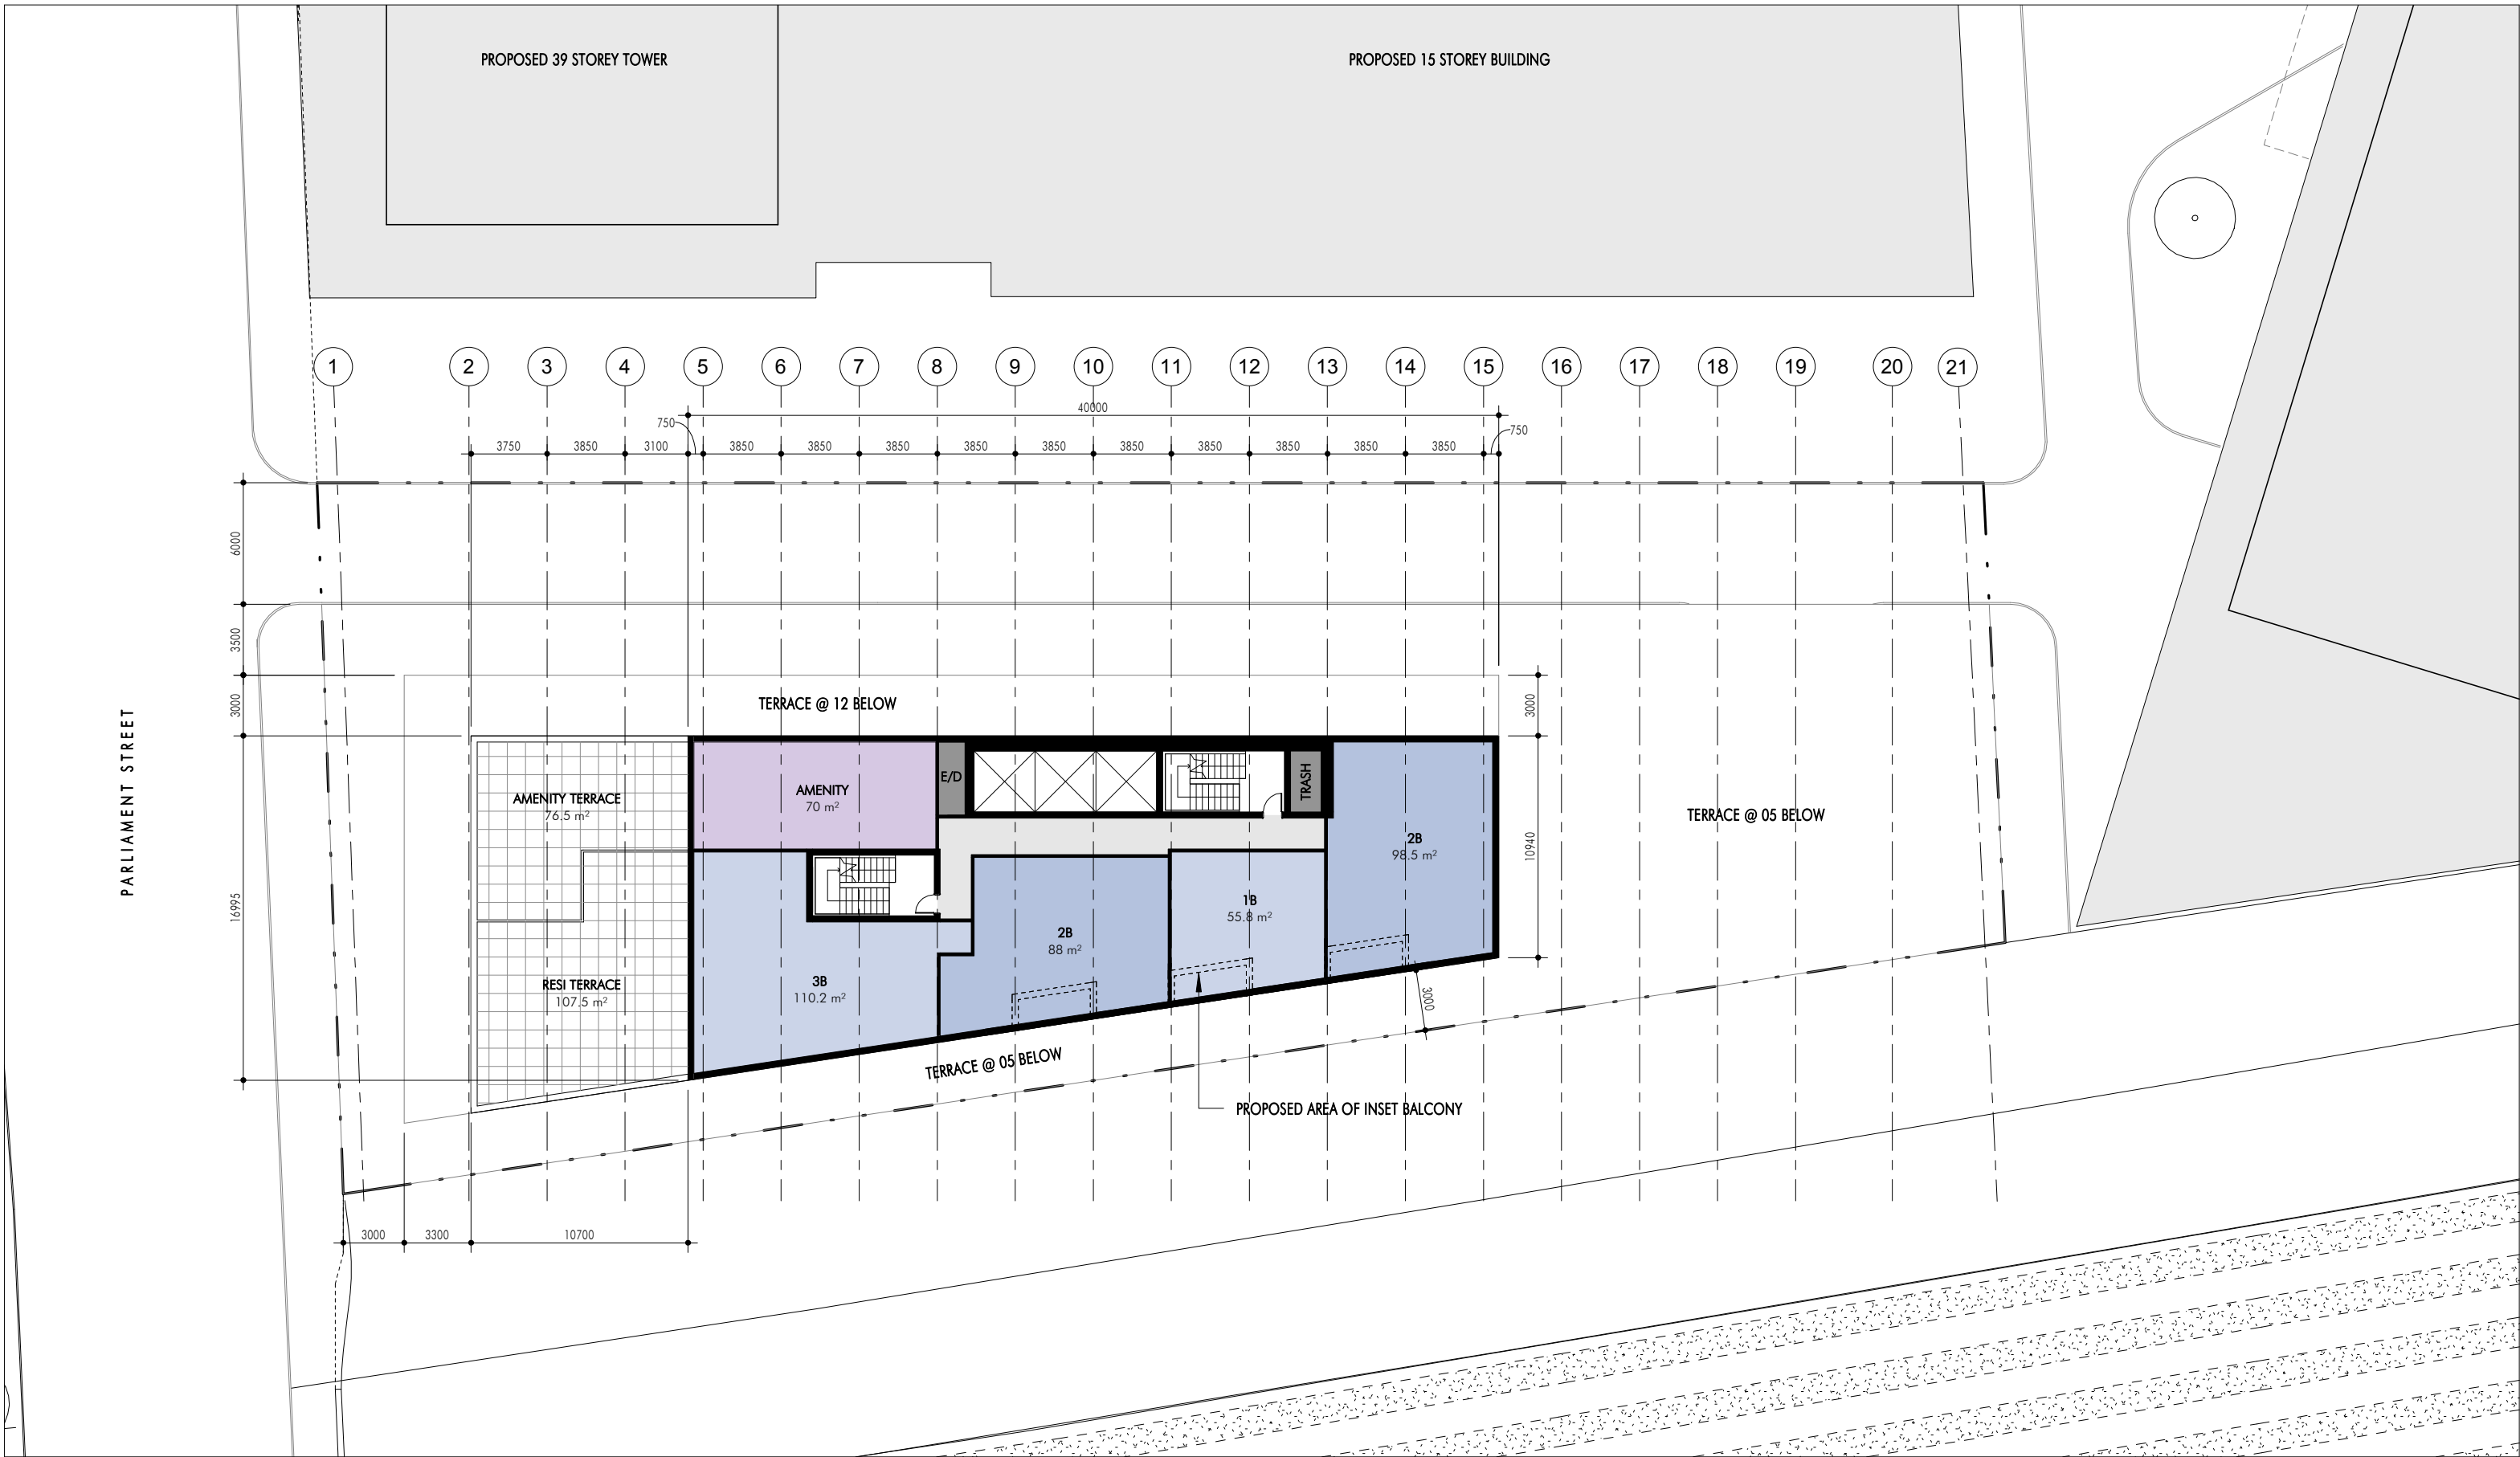 PROPOSED 39 STOREY TOWER
PROPOSED 15 STOREY BUILDING
1
2
3
4
5
6
7
8
9
10
11
12
13
14
15
16
17
18
19
20
21
40000
750
750
3750
3850
3100
3850
3850
3850
3850
3850
3850
3850
3850
3850
3850
6000
3500
3000
16995
PARLIAMENT STREET
TERRACE @ 12 BELOW
3000
10940
AMENITY TERRACE
76.5 m²
AMENITY
70 m²
E/D
TRASH
2B
98.5 m²
TERRACE @ 05 BELOW
1B
55.8 m²
2B
88 m²
RESI TERRACE
107.5 m²
3B
110.2 m²
3000
TERRACE @ 05 BELOW
PROPOSED AREA OF INSET BALCONY
3000
3300
10700